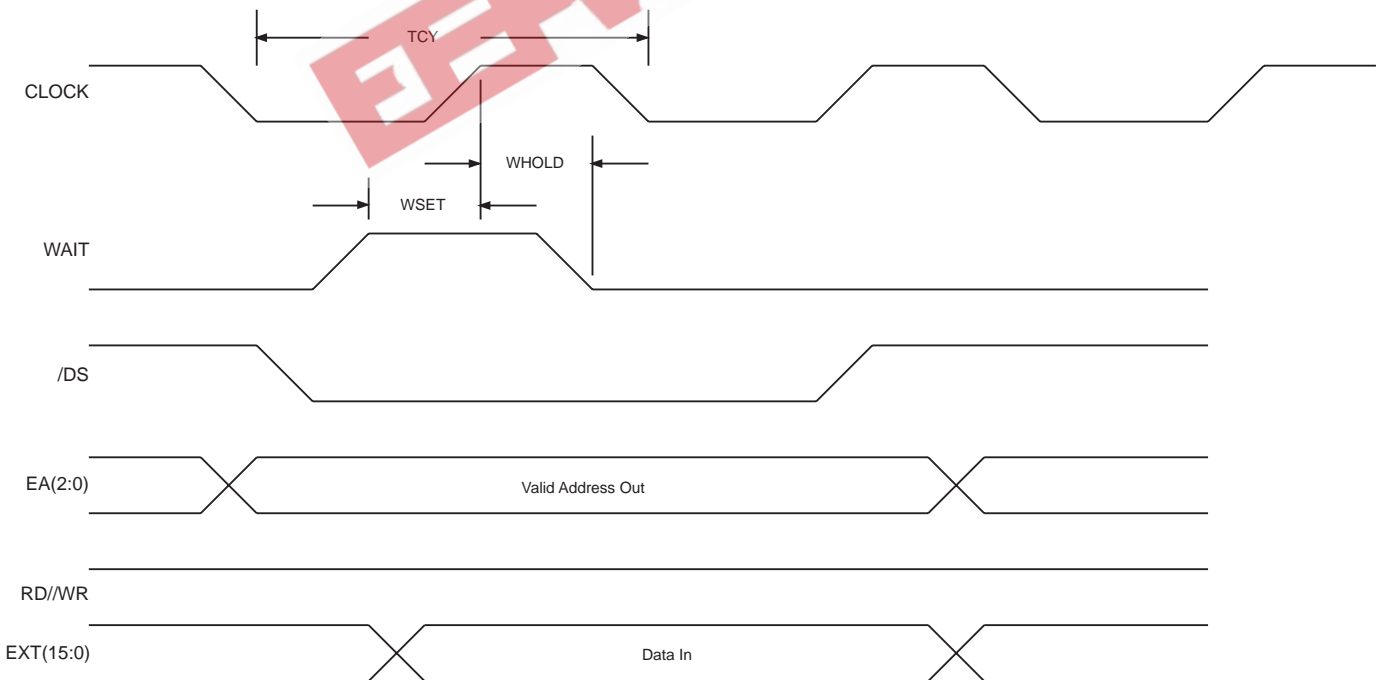 TCY
CLOCK
WHOLD
WSET
WAIT
/DS
EA(2:0)
Valid Address Out
RD//WR
EXT(15:0)
Data In